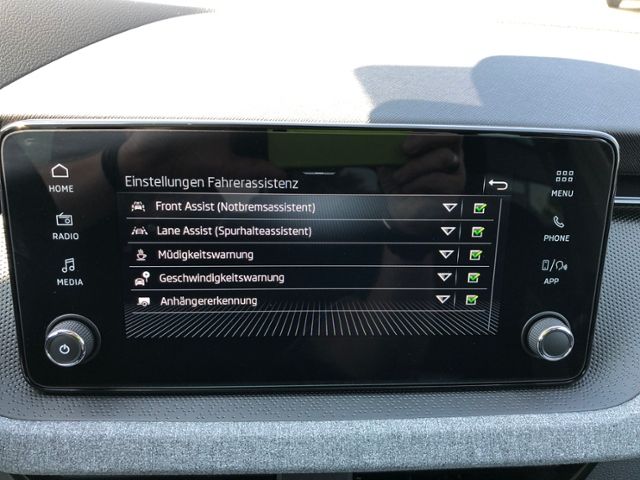 Einstellungen Fahrerassistenz
HOME
MENU
Front Assist (Notbremsassistent)
Lane Assist (Spurhalteassistent)
RADIO
PHONE
Müdigkeitswarnung
Geschwindigkeitswarnung
MEDIA
APP
Anhängererkennung